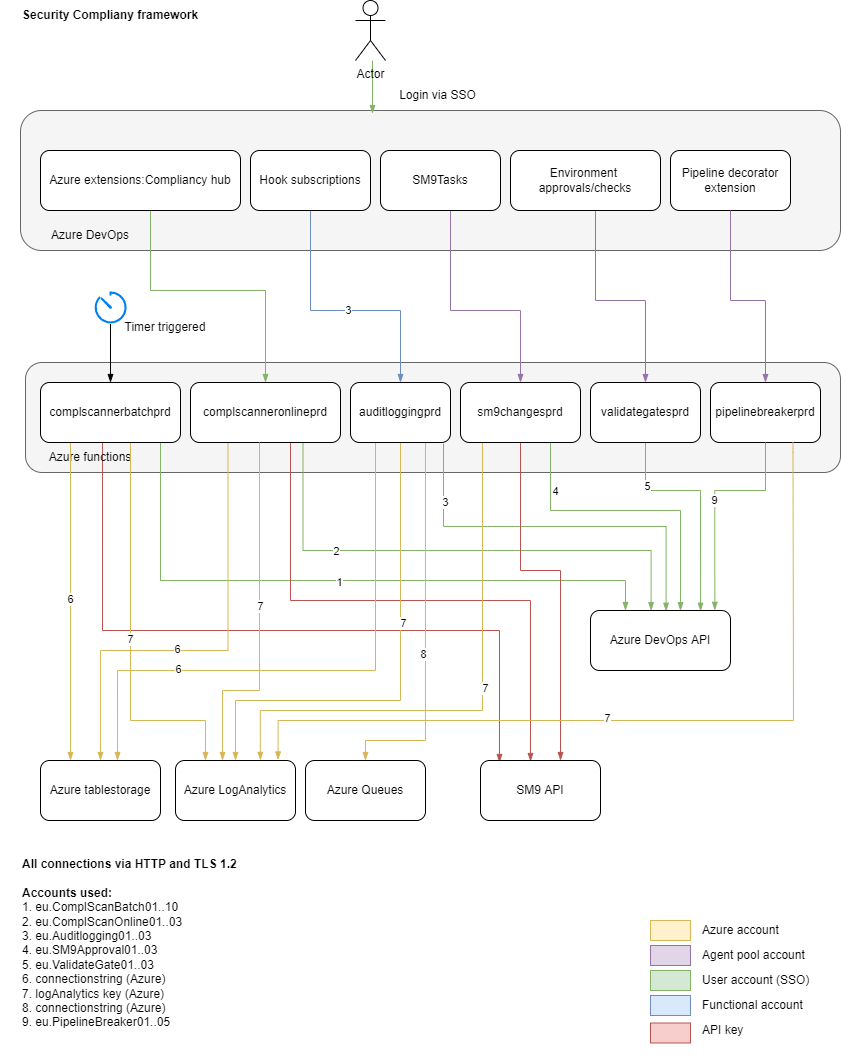 Security Compliany framework
Actor
Login via SSO
Azure extensions:Compliancy hub
Hook subscriptions
SM9Tasks
Environment
approvals/checks
Pipeline decorator
extension
Azure DevOps
3
Timer triggered
complscannerbatchprd
complscanneronlineprd
auditloggingprd
sm9changesprd
validategatesprd
pipelinebreakerprd
Azure functions
3
4
5
9
2
1
6
7
7
7
6
6
8
7
7
Azure DevOps API
Azure tablestorage
Azure LogAnalytics
Azure Queues
SM9 API
All connections via HTTP and TLS 1.2
Accounts used:
1. eu.ComplScanBatch01..10
2. eu.ComplScanOnline01..03
3. eu.Auditlogging01..03
4. eu.SM9Approval01..03
5. eu.ValidateGate01..03
6. connectionstring (Azure)
7. logAnalytics key (Azure)
8. connectionstring (Azure)
9. eu.PipelineBreaker01..05
Azure account
Agent pool account
User account (SSO)
Functional account
API key